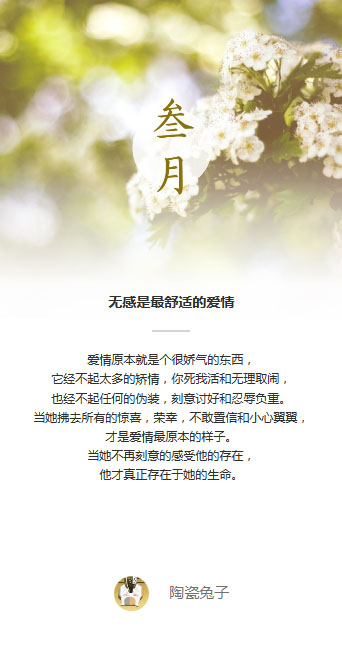 叁
月
无感是最舒适的爱情
爱情原本就是个很娇气的东西，
它经不起太多的矫情，你死我活和无理取闹，
也经不起任何的伪装，刻意讨好和忍辱负重。
当她拂去所有的惊喜，荣幸，不敢置信和小心翼翼，
才是爱情最原本的样子。
当她不再刻意的感受他的存在，
他才真正存在于她的生命。
陶瓷兔子